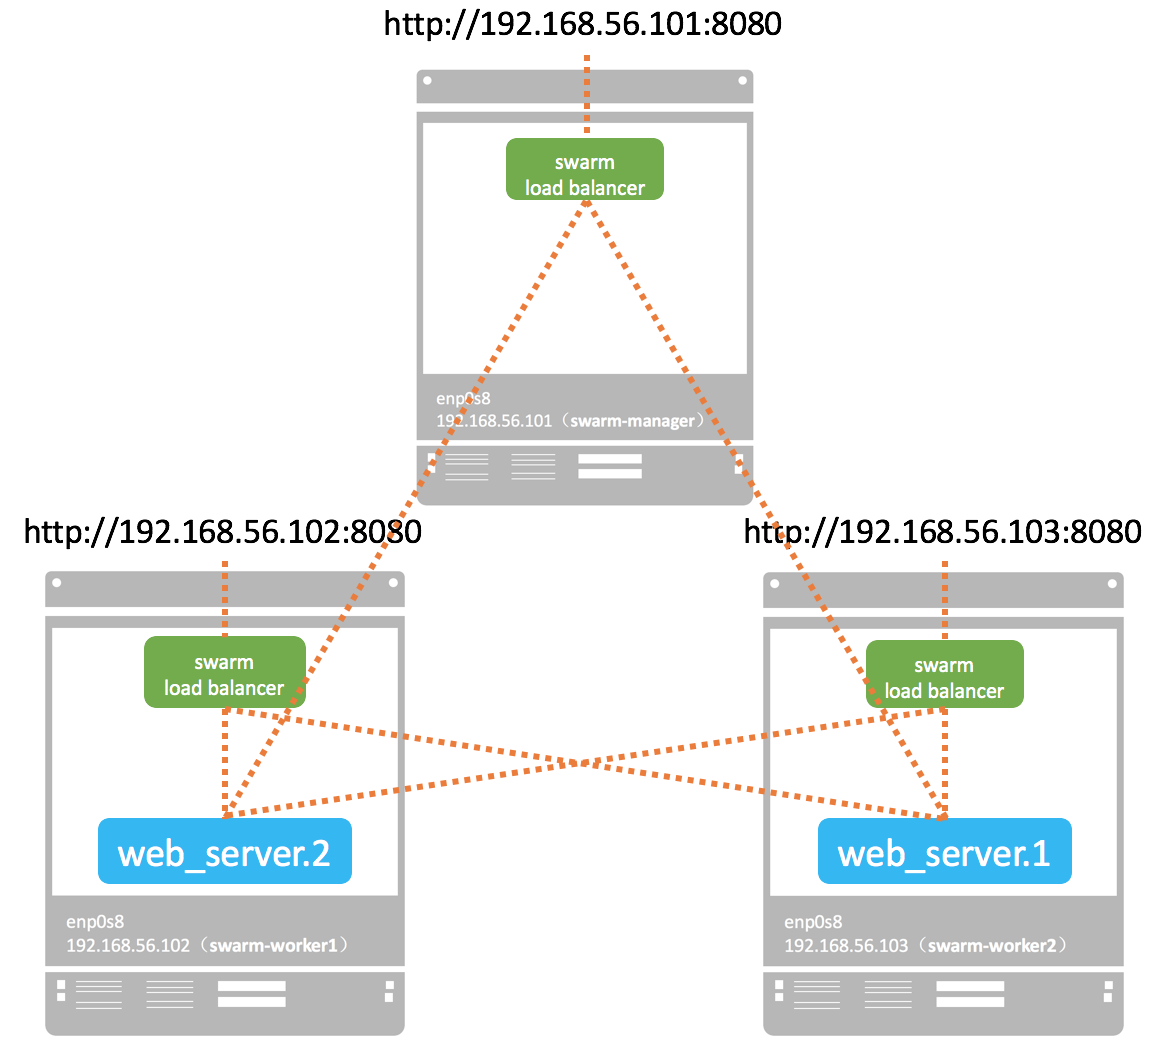 http://192.168.56.101:8080
swarm
load balancer
enp0s8
192.168.56.101（swarm-manager）
http://192.168.56.102:8080
swarm
load balancer
web_server.2
enp0s8
192.168.56.102（swarm-worker1）
http://192.168.56.103:8080
swarm
load balancer
web_server.1
enp0s8
192.168.56.103（swarm-worker2）